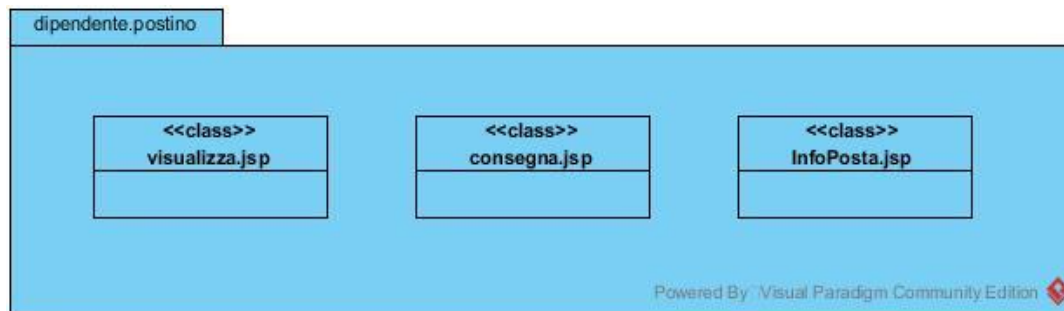 dipendente.postino
<<class>>
visualizza.jsp
<<class>>
consegna.jsp
<<class>>
InfoPosta.jsp
Powered By Visual Paradigm Community Edition